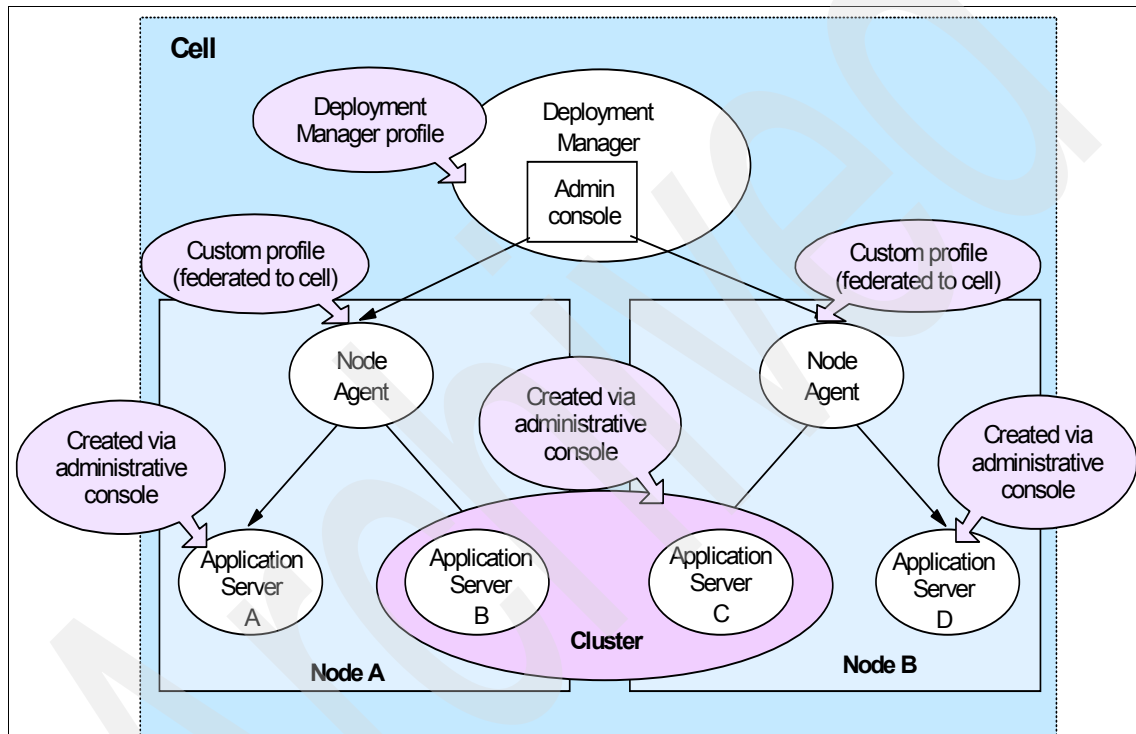 Cell
Deployment
Manager profile
Deployment
Manager
Admin
console
Custom profile
(federated to cell)
Custom profile
(federated to cell)
Node
Agent
Node
Agent
Created via
administrative
console
Created via
administrative
console
Created via
administrative
console
Application
Server
A
Application
Server
B
Application
Server
C
Application
Server
D
Cluster
Node A
Node B
Archived